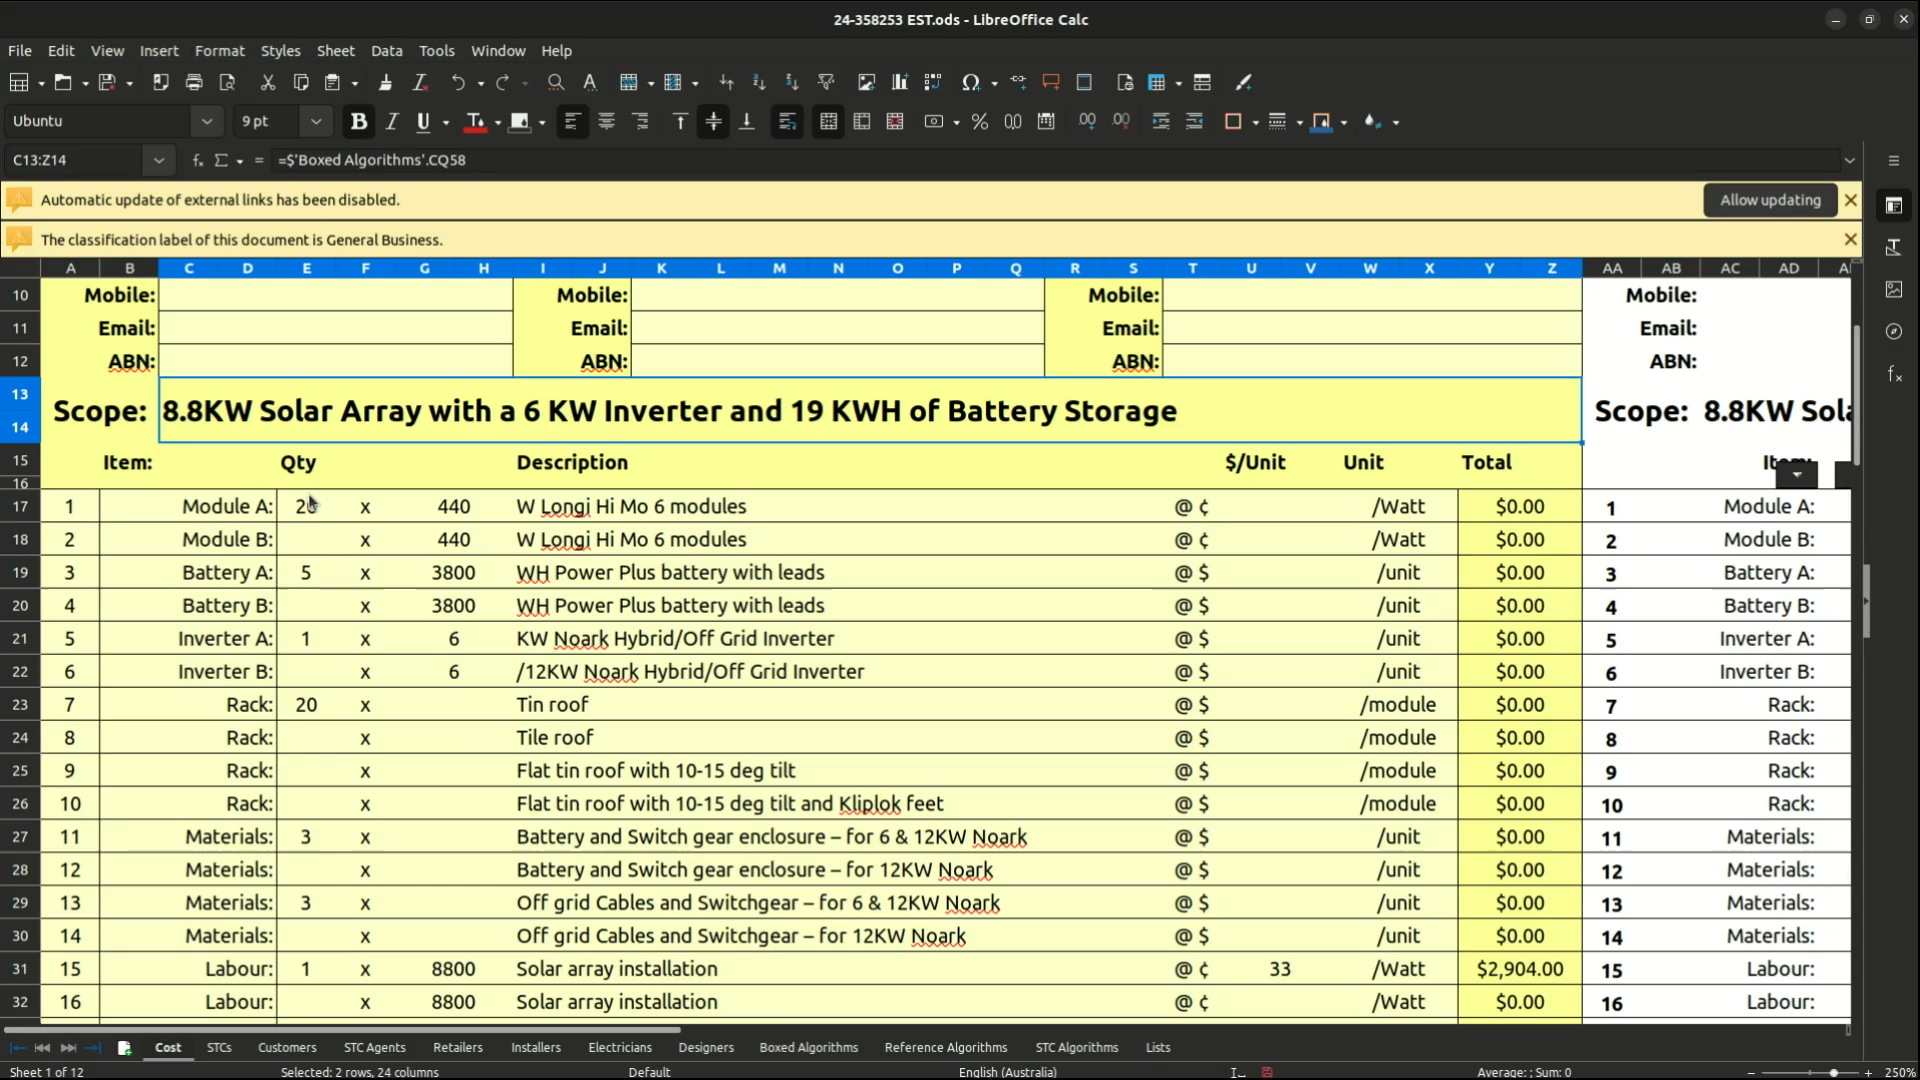 24-358253 EST.ods - LibreOffice Calc
File Edit View Insert Format Styles Sheet Data Tools Window Help
Ubuntu 9 pt
C13:Z14 =$'Boxed Algorithms'.CQ58
Automatic update of external links has been disabled. Allow updating
The classification label of this document is General Business.
A B C D E F G H I J K L M N O P Q R S T U V W X Y Z AA AB AC AD
10 Mobile: Mobile: Mobile: Mobile:
11 Email: Email: Email: Email:
12 ABN: ABN: ABN: ABN:
13
14 Scope: 8.8KW Solar Array with a 6 KW Inverter and 19 KWH of Battery Storage Scope: 8.8KW Sola
15 Item: Qty Description $/Unit Unit Total
16
17 1 Module A: x 440 W Longi Hi Mo 6 modules @ ¢ /Watt $0.00 1 Module A:
18 2 Module B: x 440 W Longi Hi Mo 6 modules @ ¢ /Watt $0.00 2 Module B:
19 3 Battery A: 5 x 3800 WH Power Plus battery with leads @ $ /unit $0.00 3 Battery A:
20 4 Battery B: x 3800 WH Power Plus battery with leads @ $ /unit $0.00 4 Battery B:
21 5 Inverter A: 1 x 6 KW Noark Hybrid/Off Grid Inverter @ $ /unit $0.00 5 Inverter A:
22 6 Inverter B: x 6 /12KW Noark Hybrid/Off Grid Inverter @ $ /unit $0.00 6 Inverter B:
23 7 Rack: 20 x Tin roof @ $ /module $0.00 7 Rack:
24 8 Rack: x Tile roof @ $ /module $0.00 8 Rack:
25 9 Rack: x Flat tin roof with 10-15 deg tilt @ $ /module $0.00 9 Rack:
26 10 Rack: x Flat tin roof with 10-15 deg tilt and Kliplok feet @ $ /module $0.00 10 Rack:
27 11 Materials: 3 x Battery and Switch gear enclosure – for 6 & 12KW Noark @ $ /unit $0.00 11 Materials:
28 12 Materials: x Battery and Switch gear enclosure – for 12KW Noark @ $ /unit $0.00 12 Materials:
29 13 Materials: 3 x Off grid Cables and Switchgear – for 6 & 12KW Noark @ $ /unit $0.00 13 Materials:
30 14 Materials: x Off grid Cables and Switchgear – for 12KW Noark @ $ /unit $0.00 14 Materials:
31 15 Labour: 1 x 8800 Solar array installation @ ¢ 33 /Watt $2,904.00 15 Labour:
32 16 Labour: x 8800 Solar array installation @ ¢ /Watt $0.00 16 Labour:
Cost STCs Customers STC Agents Retailers Installers Electricians Designers Boxed Algorithms Reference Algorithms STC Algorithms Lists
Sheet 1 of 12 Selected: 2 rows, 24 columns Default English (Australia) Average: ; Sum: 0 250%